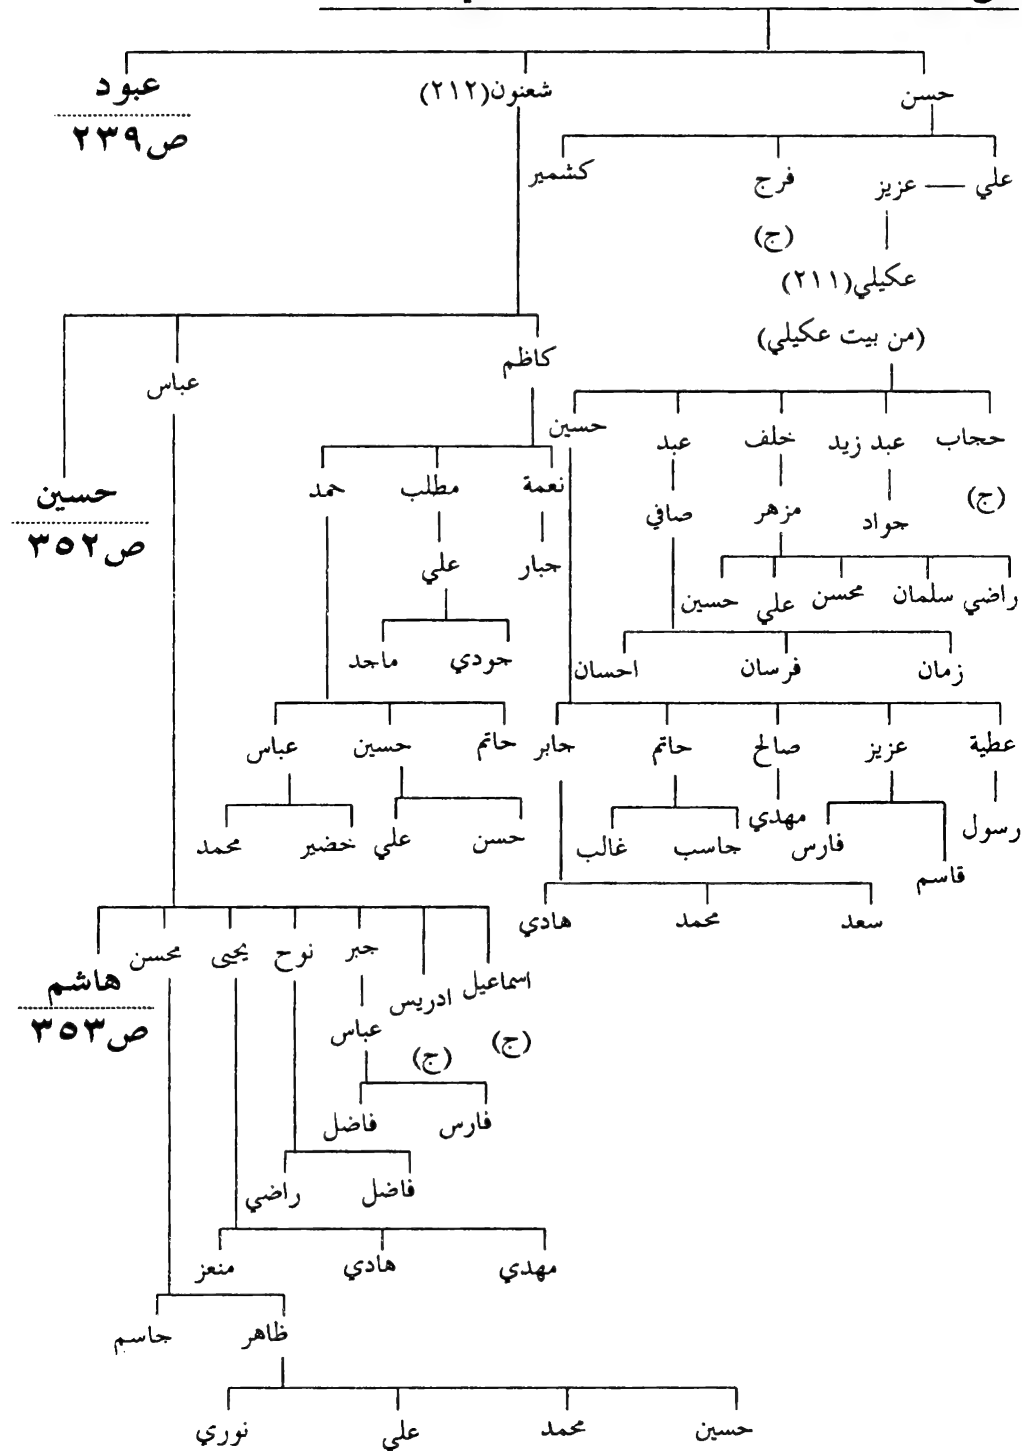 حسن شعنون(٢١٢) عبود
ص٢٣٩
علي عزيز فرج كشمير
(ج)
عكيلي(٢١١)
(من بيت عكيلي)
كاظم عباس حسين
ص٣٥٢
حجاب عبد زيد خلف عبد حسين
(ج) جواد مزهر صافي
نعمة مطلب حمد
جبار علي
راضي سلمان محسن علي حسين
جودي ماجد
زمان فرسان احسان
عطية عزيز صالح حاتم جابر
حاتم حسين عباس
رسول قاسم فارس مهدي جاسب غالب
حسن علي خضير محمد
سعد محمد هادي
اسماعيل ادريس جبر نوح يحيى محسن هاشم
ص٣٥٣
(ج) (ج) عباس
فارس فاضل
فاضل راضي
مهدي هادي منعز
ظاهر جاسم
حسين محمد علي نوري